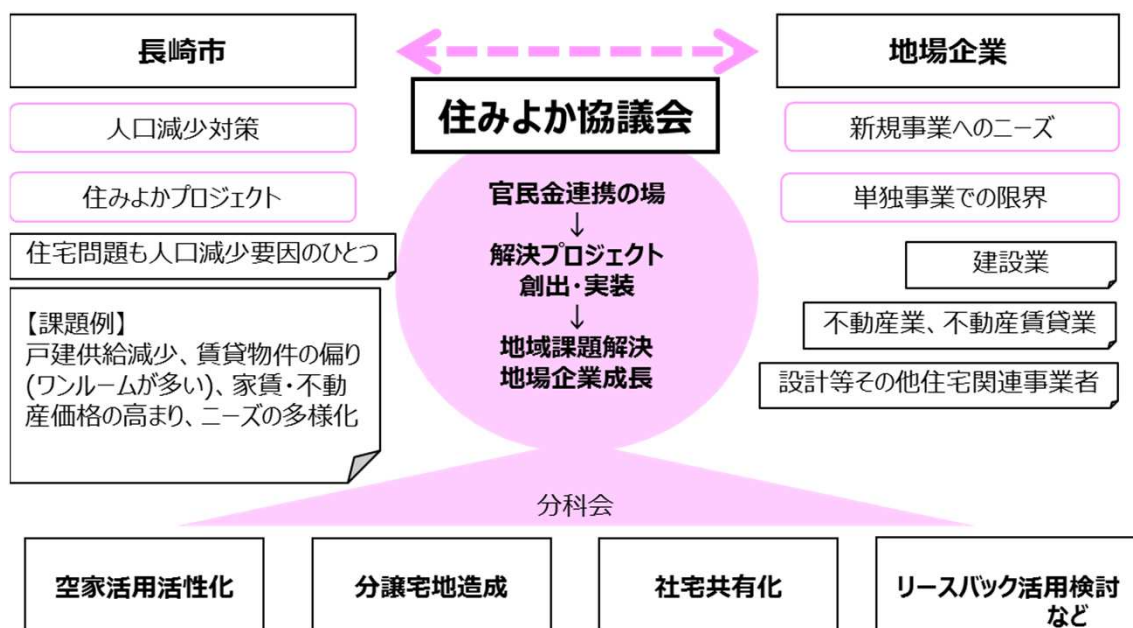 長崎市
地場企業
住みよか協議会
人口減少対策
住みよかプロジェクト
住宅問題も人口減少要因のひとつ
【課題例】
戸建供給減少、賃貸物件の偏り
(ワンルームが多い)、家賃・不動
産価格の高まり、ニーズの多様化
官民金連携の場
↓
解決プロジェクト
創出・実装
↓
地域課題解決
地場企業成長
新規事業へのニーズ
単独事業での限界
建設業
不動産業、不動産賃貸業
設計等その他住宅関連事業者
分科会
空家活用活性化
分譲宅地造成
社宅共有化
リースバック活用検討
など